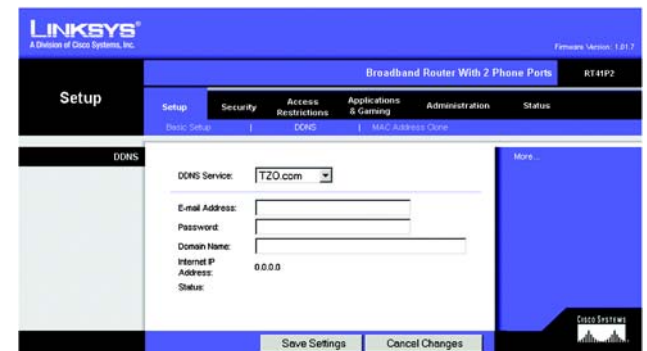 LINKSYS®
A Division of Cisco Systems, Inc.
Firmware Version: 1.01.7
Broadband Router With 2 Phone Ports RT41P2
Setup
Setup Security Access Restrictions Applications & Gaming Administration Status
Basic Setup | DDNS | MAC Address Clone
DDNS
More...
DDNS Service: TZO.com
E-mail Address:
Password:
Domain Name:
Internet IP Address: 0.0.0.0
Status:
Save Settings Cancel Changes
CISCO SYSTEMS